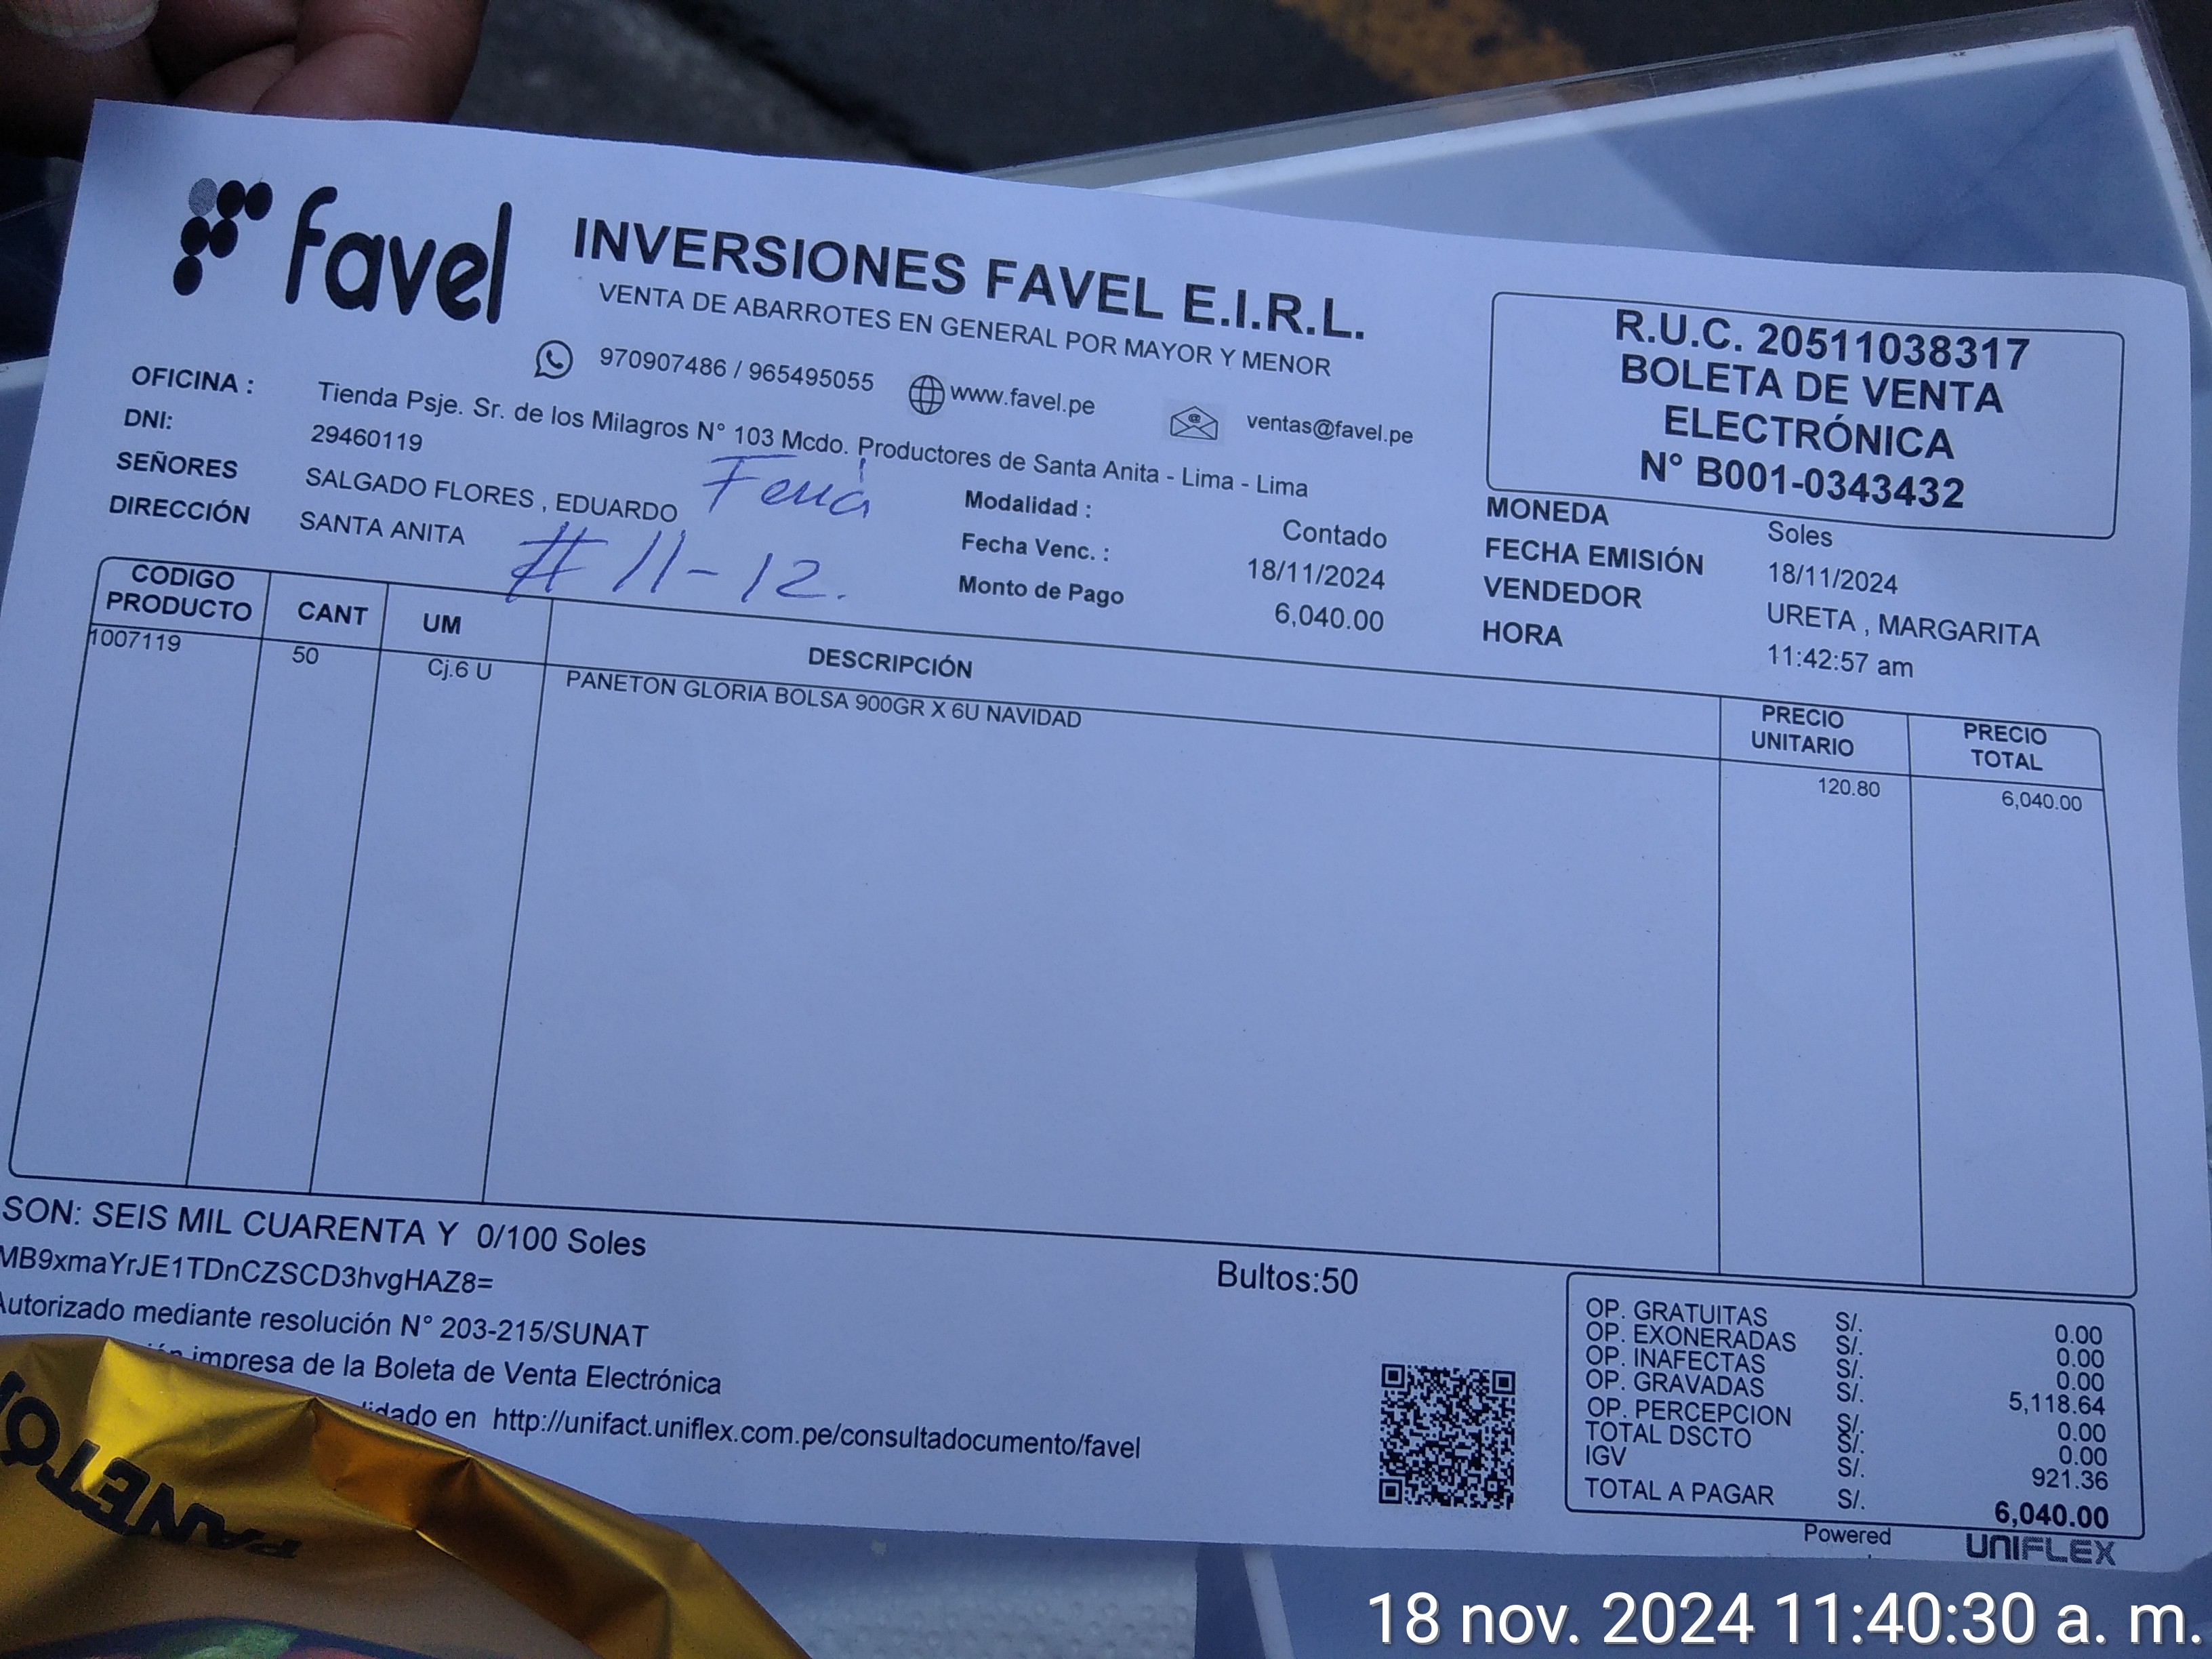 favel
INVERSIONES FAVEL E.I.R.L.
VENTA DE ABARROTES EN GENERAL POR MAYOR Y MENOR
970907486 / 965495055 www.favel.pe ventas@favel.pe
R.U.C. 20511038317
BOLETA DE VENTA
ELECTRÓNICA
N° B001-0343432
OFICINA : Tienda Psje. Sr. de los Milagros N° 103 Mcdo. Productores de Santa Anita - Lima - Lima
DNI: 29460119
SEÑORES SALGADO FLORES , EDUARDO
DIRECCIÓN SANTA ANITA
Feria
# 11-12.
Modalidad : Contado
Fecha Venc. : 18/11/2024
Monto de Pago 6,040.00
MONEDA Soles
FECHA EMISIÓN 18/11/2024
VENDEDOR URETA , MARGARITA
HORA 11:42:57 am
CODIGO PRODUCTO CANT UM DESCRIPCIÓN PRECIO UNITARIO PRECIO TOTAL
1007119 50 Cj.6 U PANETON GLORIA BOLSA 900GR X 6U NAVIDAD 120.80 6,040.00
SON: SEIS MIL CUARENTA Y 0/100 Soles
MB9xmaYrJE1TDnCZSCD3hvgHAZ8=
Autorizado mediante resolución N° 203-215/SUNAT
impresa de la Boleta de Venta Electrónica
en http://unifact.uniflex.com.pe/consultadocumento/favel
Bultos:50
OP. GRATUITAS S/. 0.00
OP. EXONERADAS S/. 0.00
OP. INAFECTAS S/. 0.00
OP. GRAVADAS S/. 5,118.64
OP. PERCEPCION S/. 0.00
TOTAL DSCTO S/. 0.00
IGV S/. 921.36
TOTAL A PAGAR S/. 6,040.00
Powered UNIFLEX
PANETO
18 nov. 2024 11:40:30 a. m.